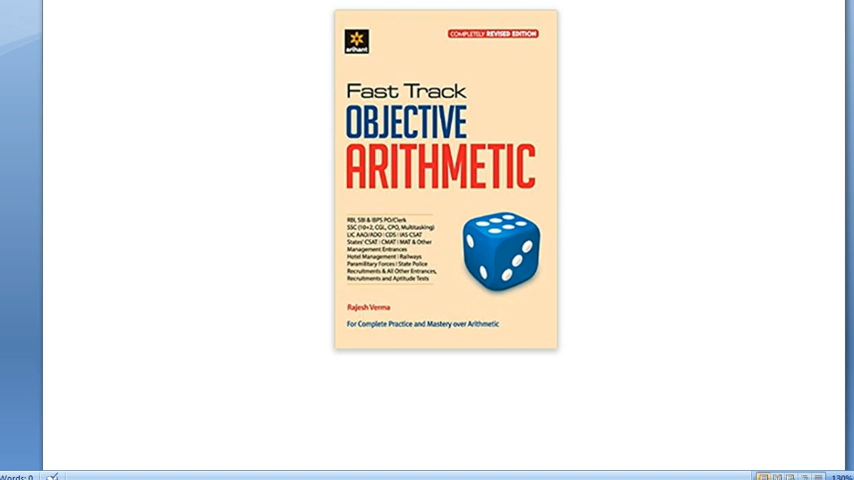 COMPLETELY REVISED EDITION
arihant
Fast Track
OBJECTIVE
ARITHMETIC
RBI, SBI & IBPS PO/Clerk
SSC (10+2, CGL, CPO, Multitasking)
LIC AAO/ADO | CDS | IAS CSAT
States' CSAT | CMAT | MAT & Other
Management Entrances
Hotel Management | Railways
Paramilitary Forces | State Police
Recruitments & All Other Entrances,
Recruitments and Aptitude Tests
Rajesh Verma
For Complete Practice and Mastery over Arithmetic
Words: 0
130%